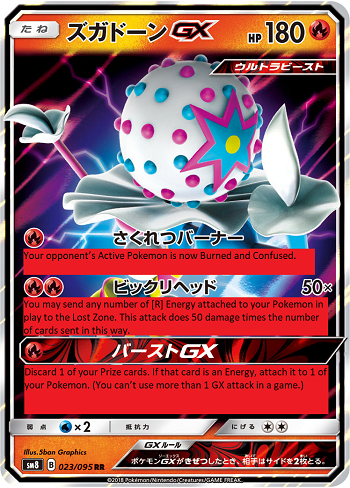 たね ズガドーンGX HP180
ウルトラビースト
さくれつバーナー
Your opponent's Active Pokemon is now Burned and Confused.
ビッグヘッド 50×
You may send any number of [R] Energy attached to your Pokemon in
play to the Lost Zone. This attack does 50 damage times the number
of cards sent in this way.
バーストGX
Discard 1 of your Prize cards. If that card is an Energy, attach it to 1 of
your Pokemon. (You can't use more than 1 GX attack in a game.)
弱点 ×2 抵抗力 にげる
Illus. 5ban Graphics
GXルール
sm8 B 023/095 RR
ポケモンGXがきぜつしたとき、相手はサイドを2枚とる。
©2018 Pokémon/Nintendo/Creatures/GAME FREAK.